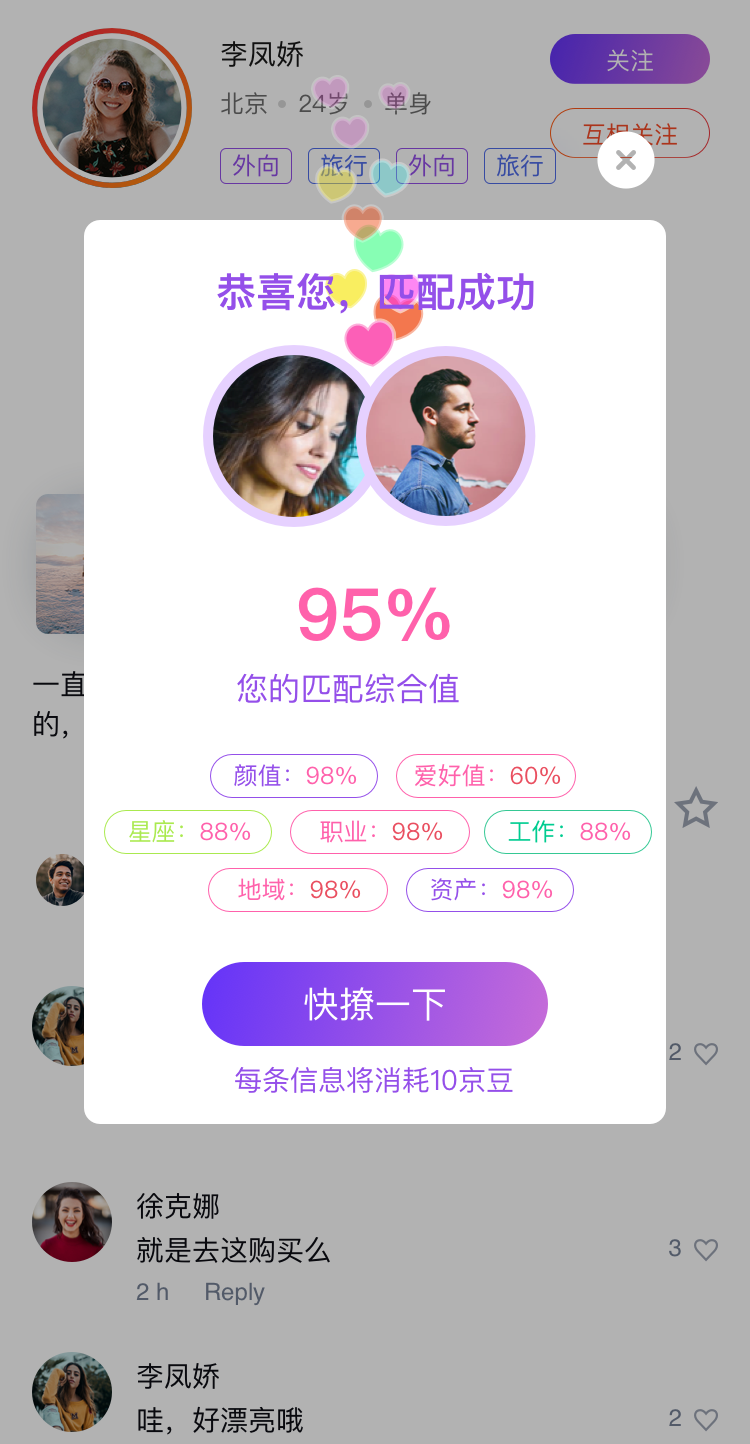 李凤娇
关注
北京 24岁 单身
互相关注
外向 旅行 外向 旅行
恭喜您，匹配成功
95%
您的匹配综合值
一直
的，
颜值：98% 爱好值：60%
星座：88% 职业：98% 工作：88%
地域：98% 资产：98%
快撩一下
2
每条信息将消耗10京豆
徐克娜
就是去这购买么
3
2 h Reply
李凤娇
哇，好漂亮哦
2